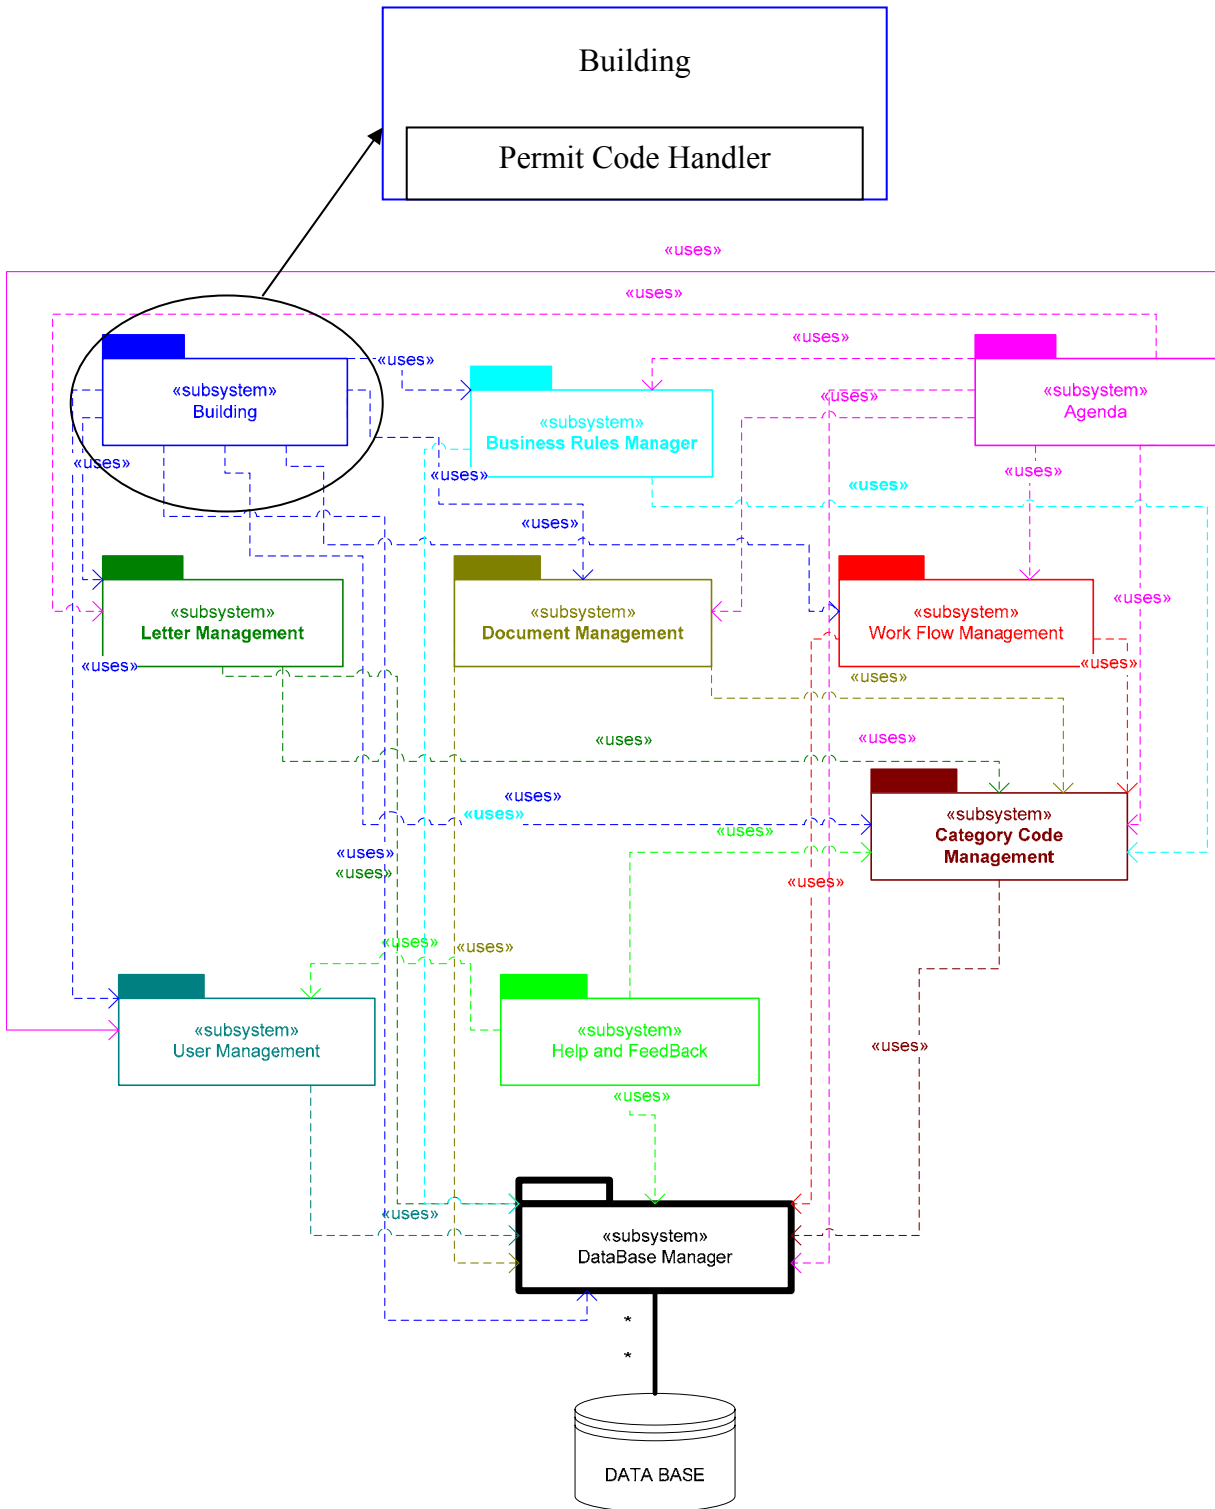 Building
Permit Code Handler
«uses»
«uses»
«uses»
«uses»
«subsystem»
Building
«subsystem»
Business Rules Manager
«uses»
«subsystem»
Agenda
«uses»
«uses»
«uses»
«uses»
«uses»
«uses»
«subsystem»
Letter Management
«subsystem»
Document Management
«subsystem»
Work Flow Management
«uses»
«uses»
«uses»
«uses»
«uses»
«uses»
«uses»
«uses»
«subsystem»
Category Code
Management
«uses»
«uses»
«uses»
«uses»
«uses»
«uses»
«subsystem»
User Management
«subsystem»
Help and FeedBack
«uses»
«uses»
«uses»
«subsystem»
DataBase Manager
*
*
DATA BASE